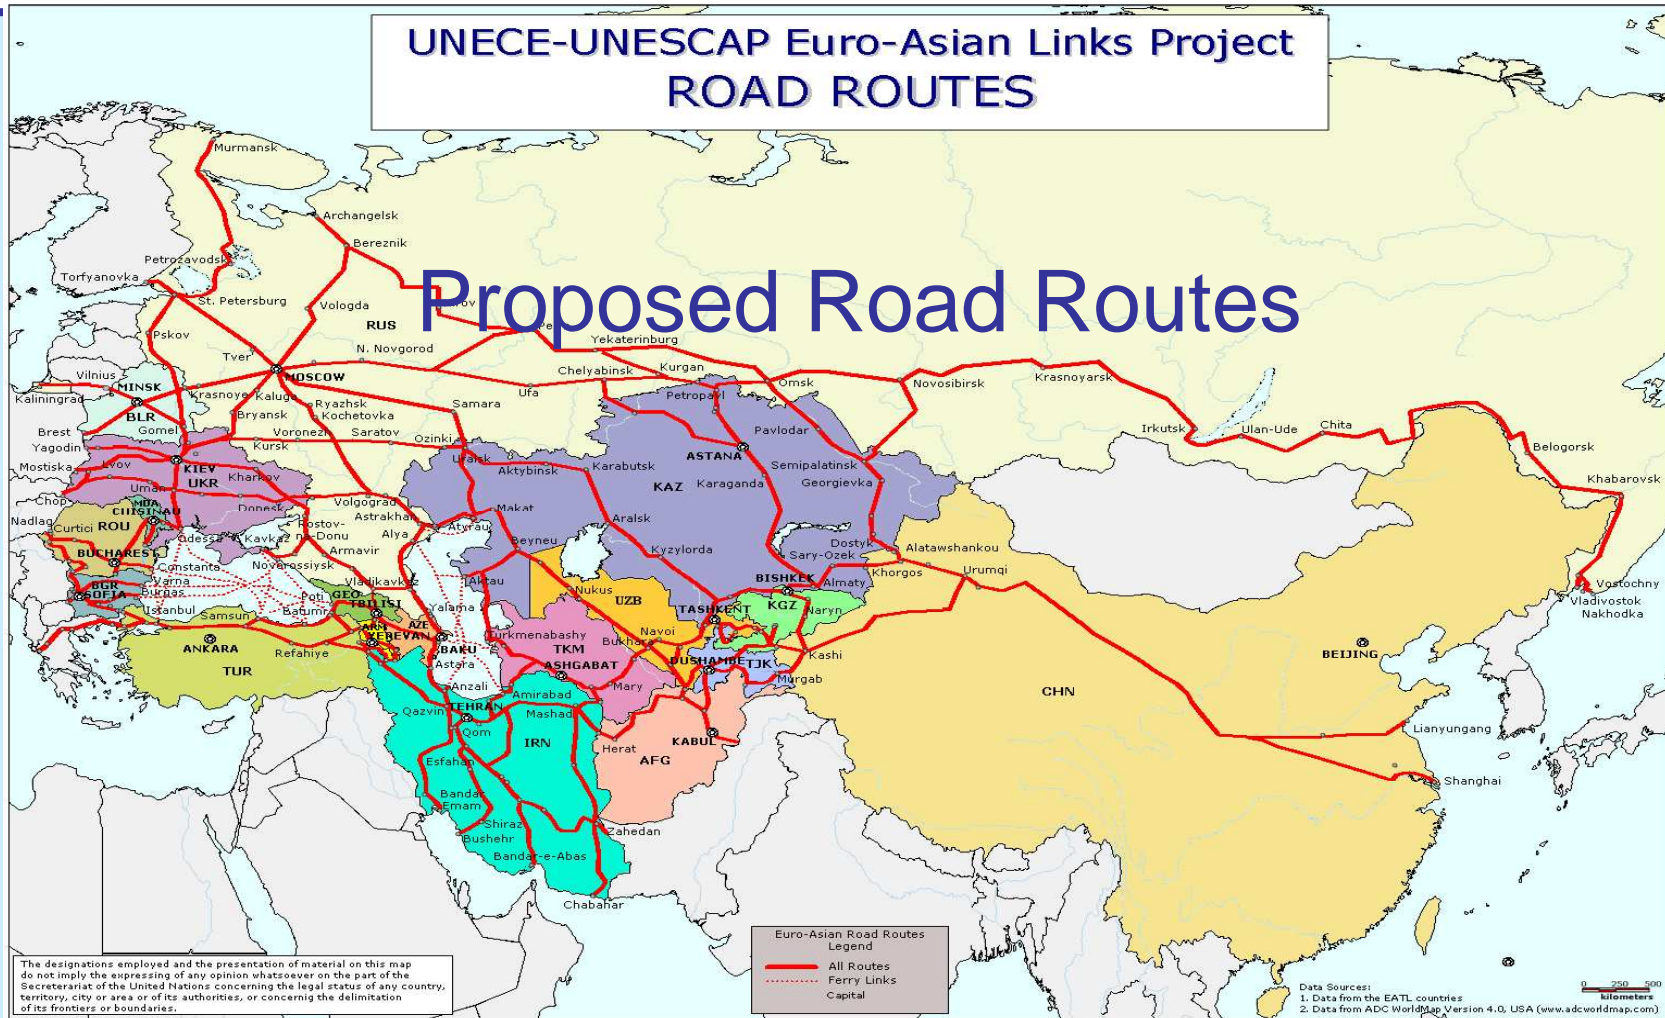 UNECE-UNESCAP Euro-Asian Links Project
ROAD ROUTES
Proposed Road Routes
Murmansk
Archangelsk
Bereznik
Petrozavodsk
Torfyanovka
St. Petersburg
Vologda
RUS
Pskov
Tver
N. Novgorod
Yekaterinburg
MOSCOW
Vilnius
MINSK
Kaliningrad
BLR
Krasnoye
Kaluga
Ryazhsk
Kochetovka
Bryansk
Samara
Ufa
Chelyabinsk
Kurgan
Petropavl
Omsk
Novosibirsk
Krasnoyarsk
Irkutsk
Ulan-Ude
Chita
Belogorsk
Khabarovsk
Vostochny
Vladivostok
Nakhodka
Brest
Gomel
Yagodin
Voronezh
Saratov
Ozinki
Kursk
Mostiska
Lvov
KIEV
UKR
Kharkov
Uralsk
Aktybinsk
Karabutsk
ASTANA
Pavlodar
Semipalatinsk
Georgievka
KAZ
Karaganda
Chop
Uman
Donesk
Volgograd
MDA
CHISINAU
Nadlag
Curtici
ROU
Odessa
Kavkaz
Rostov-
na-Donu
Astrakhan
Alya
Atyrau
Makat
Beyneu
Aralsk
Kyzylorda
Dostyk
Sary-Ozek
Alatawshankou
Khorgos
Urumqi
BUCHAREST
Constanta
Noverossiysk
Armavir
Varna
BGR
SOFIA
Burgas
Istanbul
Samsun
Vladikavkaz
Poti
GEO
TBILISI
Batumi
Yalama
Aktau
Nukus
UZB
TASHKENT
BISHKEK
Almaty
KGZ
Naryn
ARM
AZE
YEREVAN
BAKU
Astara
Turkmenabashy
TKM
ASHGABAT
Bukhara
Navoi
DUSHAMBE
TJK
Kashi
Murgab
ANKARA
Refahiye
TUR
Anzali
Amirabad
Mary
Qazvin
TEHRAN
Mashad
Qom
IRN
Herat
KABUL
AFG
Esfahan
Bandar
Emam
Shiraz
Bushehr
Zahedan
Bandar-e-Abas
Chabahar
BEIJING
CHN
Lianyungang
Shanghai
Euro-Asian Road Routes
Legend
All Routes
Ferry Links
Capital
The designations employed and the presentation of material on this map
do not imply the expressing of any opinion whatsoever on the part of the
Secreterariat of the United Nations concerning the legal status of any country,
territory, city or area or of its authorities, or concernig the delimitation
of its frontiers or boundaries.
0 250 500
kilometers
Data Sources:
1. Data from the EATL countries
2. Data from ADC WorldMap Version 4.0, USA (www.adcworldmap.com)